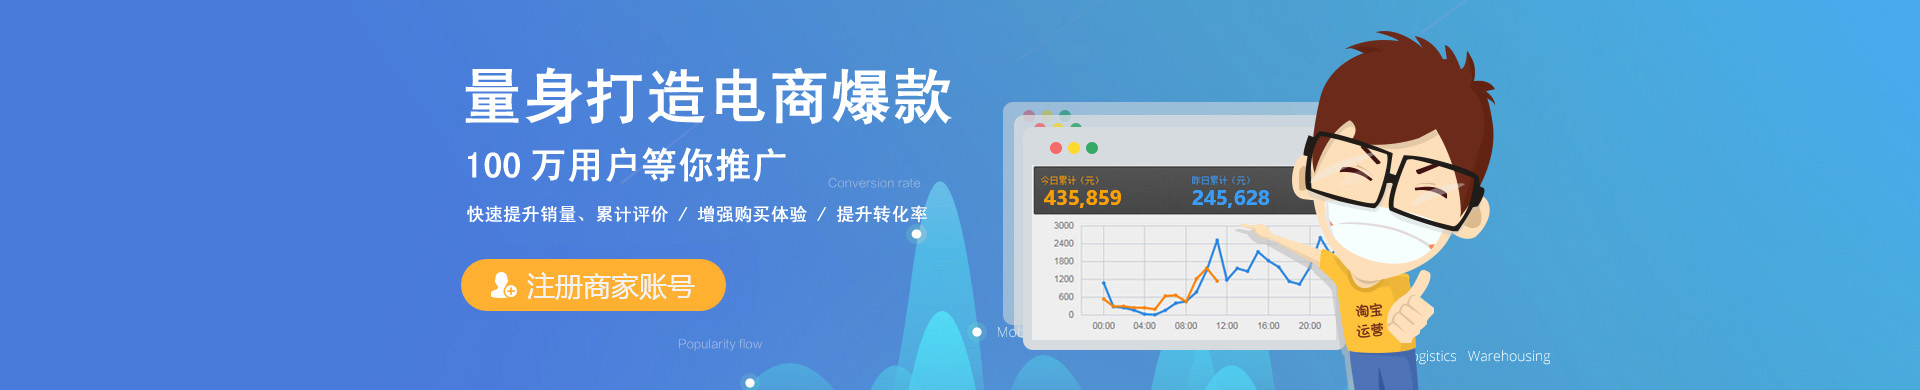 量身打造电商爆款
100 万用户等你推广
Conversion rate
快速提升销量、累计评价 / 增强购买体验 / 提升转化率
注册商家账号
Popularity flow
今日累计（元）
435,859
昨日累计（元）
245,628
3000
2400
1800
1200
600
0
00:00 04:00 08:00 12:00 16:00 20:00
淘宝
运营
Warehousing